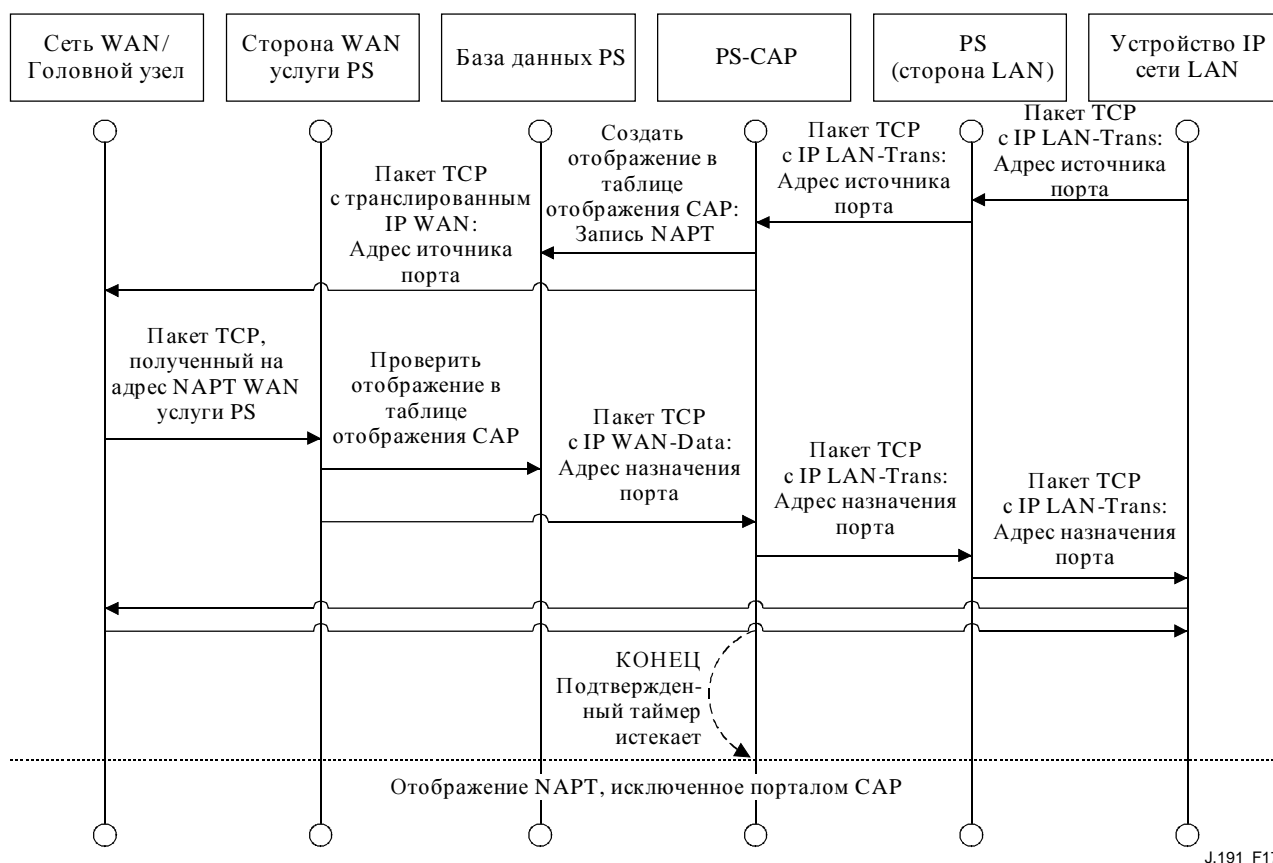 Сеть WAN/
Головной узел
Сторона WAN
услуги PS
База данных PS
PS-CAP
PS
(сторона LAN)
Устройство IP
сети LAN
Пакет TCP
с IP LAN-Trans:
Адрес источника
порта
Пакет TCP
с IP LAN-Trans:
Адрес источника
порта
Создать
отображение в
таблице
отображения CAP:
Запись NAPT
Пакет TCP
с транслированным
IP WAN:
Адрес иточника
порта
Пакет TCP,
полученный на
адрес NAPT WAN
услуги PS
Проверить
отображение в
таблице
отображения CAP
Пакет TCP
с IP WAN-Data:
Адрес назначения
порта
Пакет TCP
с IP LAN-Trans:
Адрес назначения
порта
Пакет TCP
с IP LAN-Trans:
Адрес назначения
порта
КОНЕЦ
Подтвержден-
ный таймер
истекает
Отображение NAPT, исключенное порталом CAP